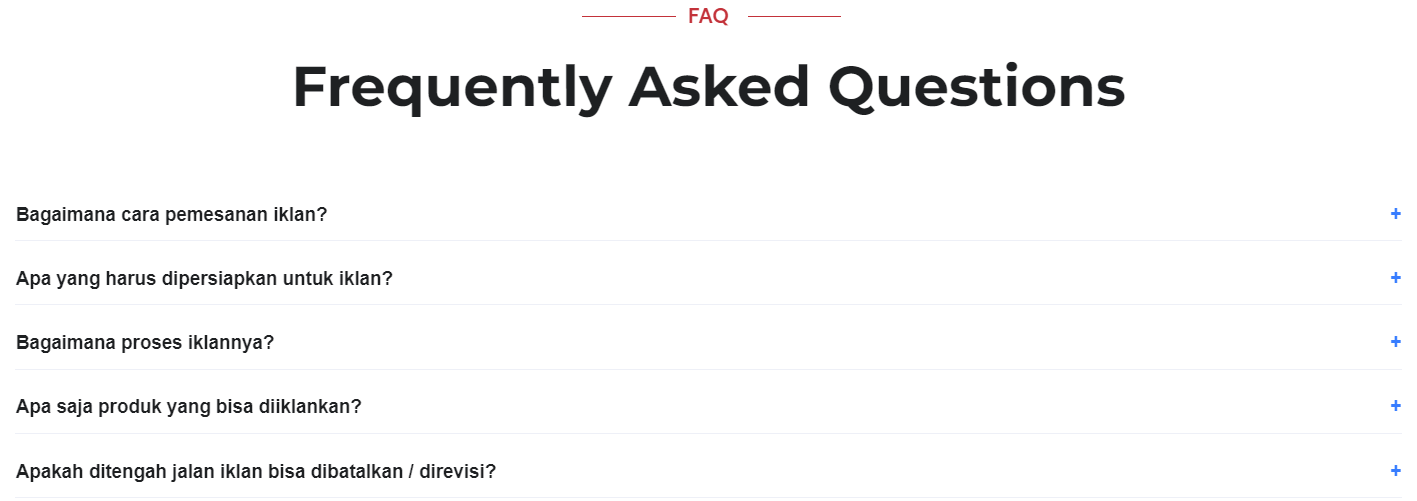 FAQ
Frequently Asked Questions
Bagaimana cara pemesanan iklan?
+
Apa yang harus dipersiapkan untuk iklan?
+
Bagaimana proses iklannya?
+
Apa saja produk yang bisa diiklankan?
+
Apakah ditengah jalan iklan bisa dibatalkan / direvisi?
+